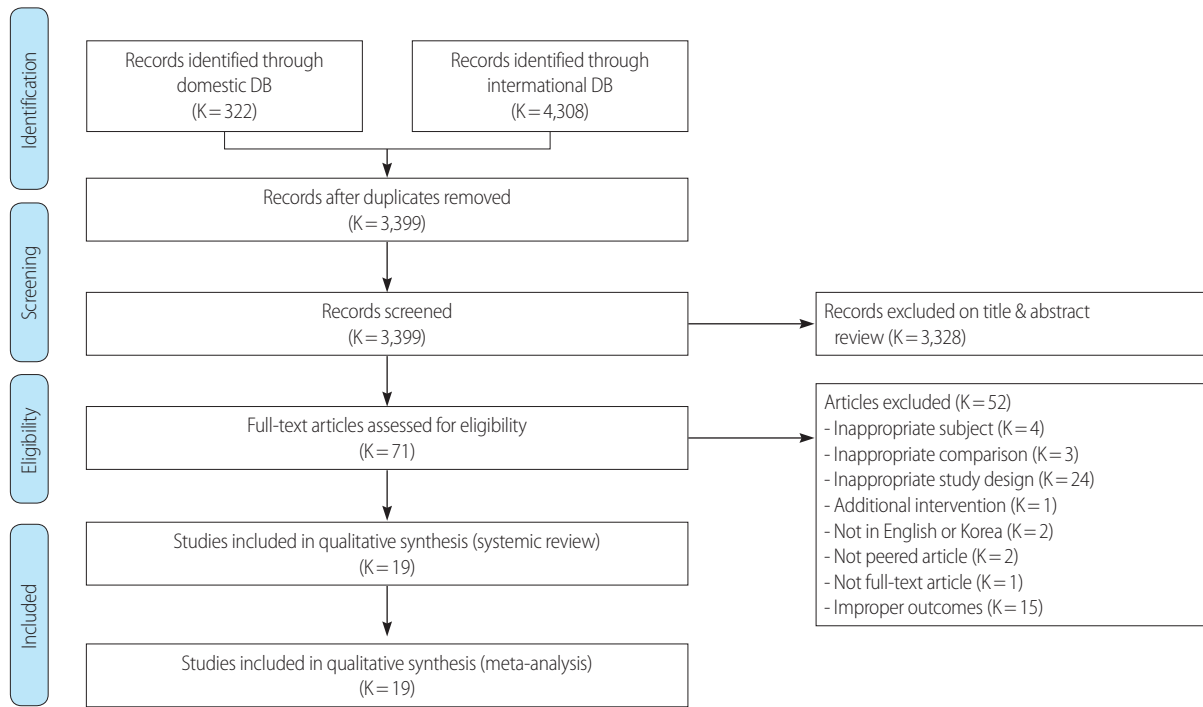 Identification
Records identified through
domestic DB
(K=322)
Records identified through
international DB
(K=4,308)
Records after duplicates removed
(K=3,399)
Screening
Records screened
(K=3,399)
Records excluded on title & abstract
review (K=3,328)
Eligibility
Full-text articles assessed for eligibility
(K=71)
Articles excluded (K=52)
- Inappropriate subject (K=4)
- Inappropriate comparison (K=3)
- Inappropriate study design (K=24)
- Additional intervention (K=1)
- Not in English or Korea (K=2)
- Not peered article (K=2)
- Not full-text article (K=1)
- Improper outcomes (K=15)
Included
Studies included in qualitative synthesis (systemic review)
(K=19)
Studies included in qualitative synthesis (meta-analysis)
(K=19)